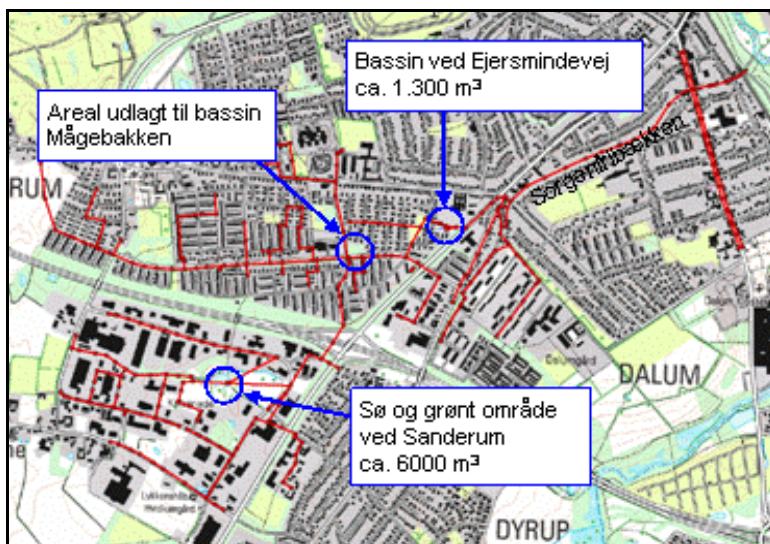 Bassin ved Ejersmindevej
ca. 1.300 m³
Areal udlagt til bassin
Mågebakken
RUM
DALUM
Sø og grønt område
ved Sanderum
ca. 6000 m³
DYRUP